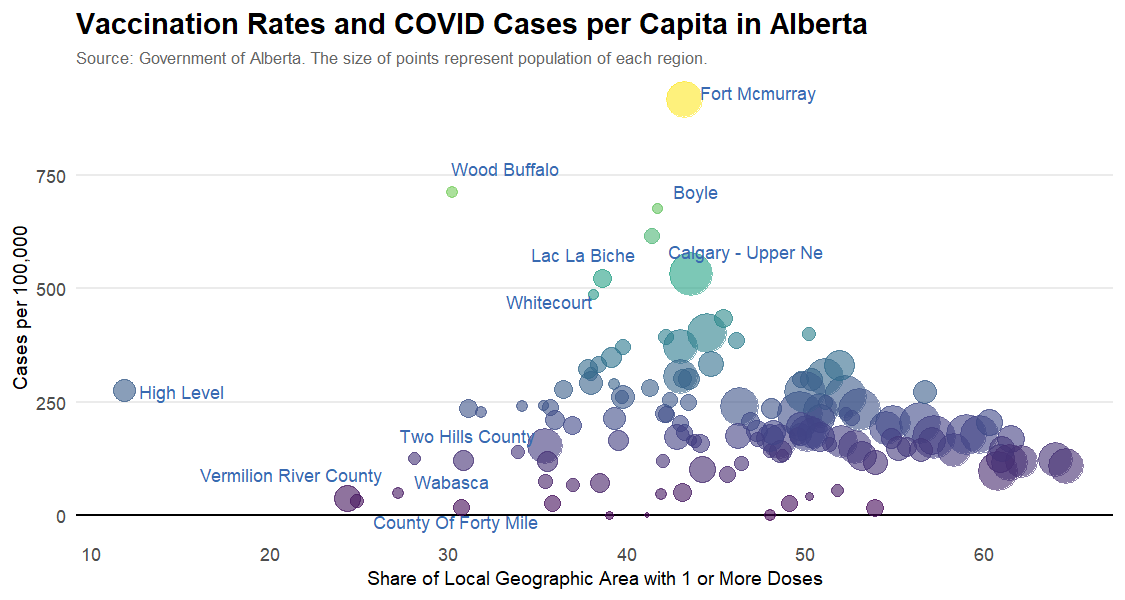 Vaccination Rates and COVID Cases per Capita in Alberta
Source: Government of Alberta. The size of points represent population of each region.
Fort Mcmurray
Wood Buffalo
750
Boyle
Calgary - Upper Ne
Lac La Biche
500
Whitecourt
Cases per 100,000
High Level
250
Two Hills County
Vermilion River County
Wabasca
County Of Forty Mile
0
10 20 30 40 50 60
Share of Local Geographic Area with 1 or More Doses